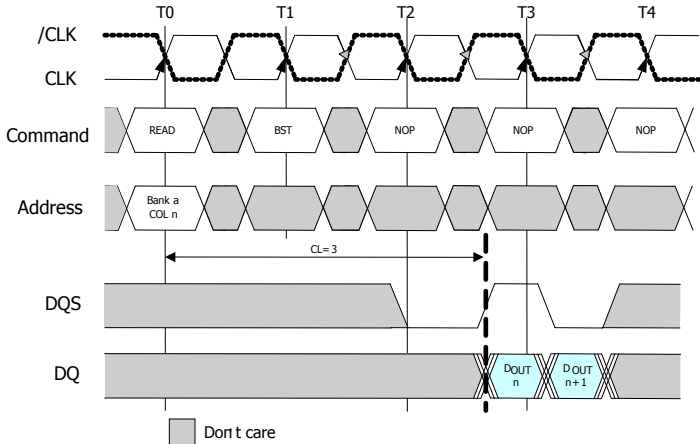 T0 T1 T2 T3 T4
/CLK
CLK
Command READ BST NOP NOP NOP
Address Bank a
COL n
CL=3
DQS
DQ DOUT n DOUT n+1
Don't care